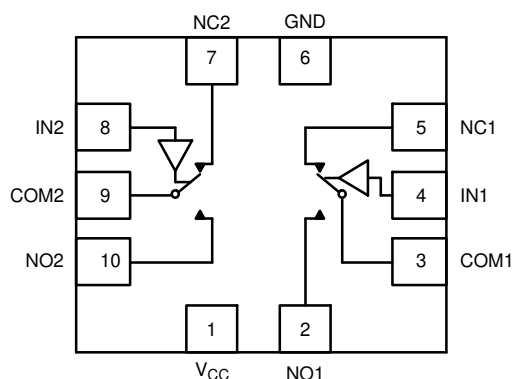 NC2 GND
7 6
IN2 8 5 NC1
COM2 9 4 IN1
NO2 10 3 COM1
1 2
VCC NO1